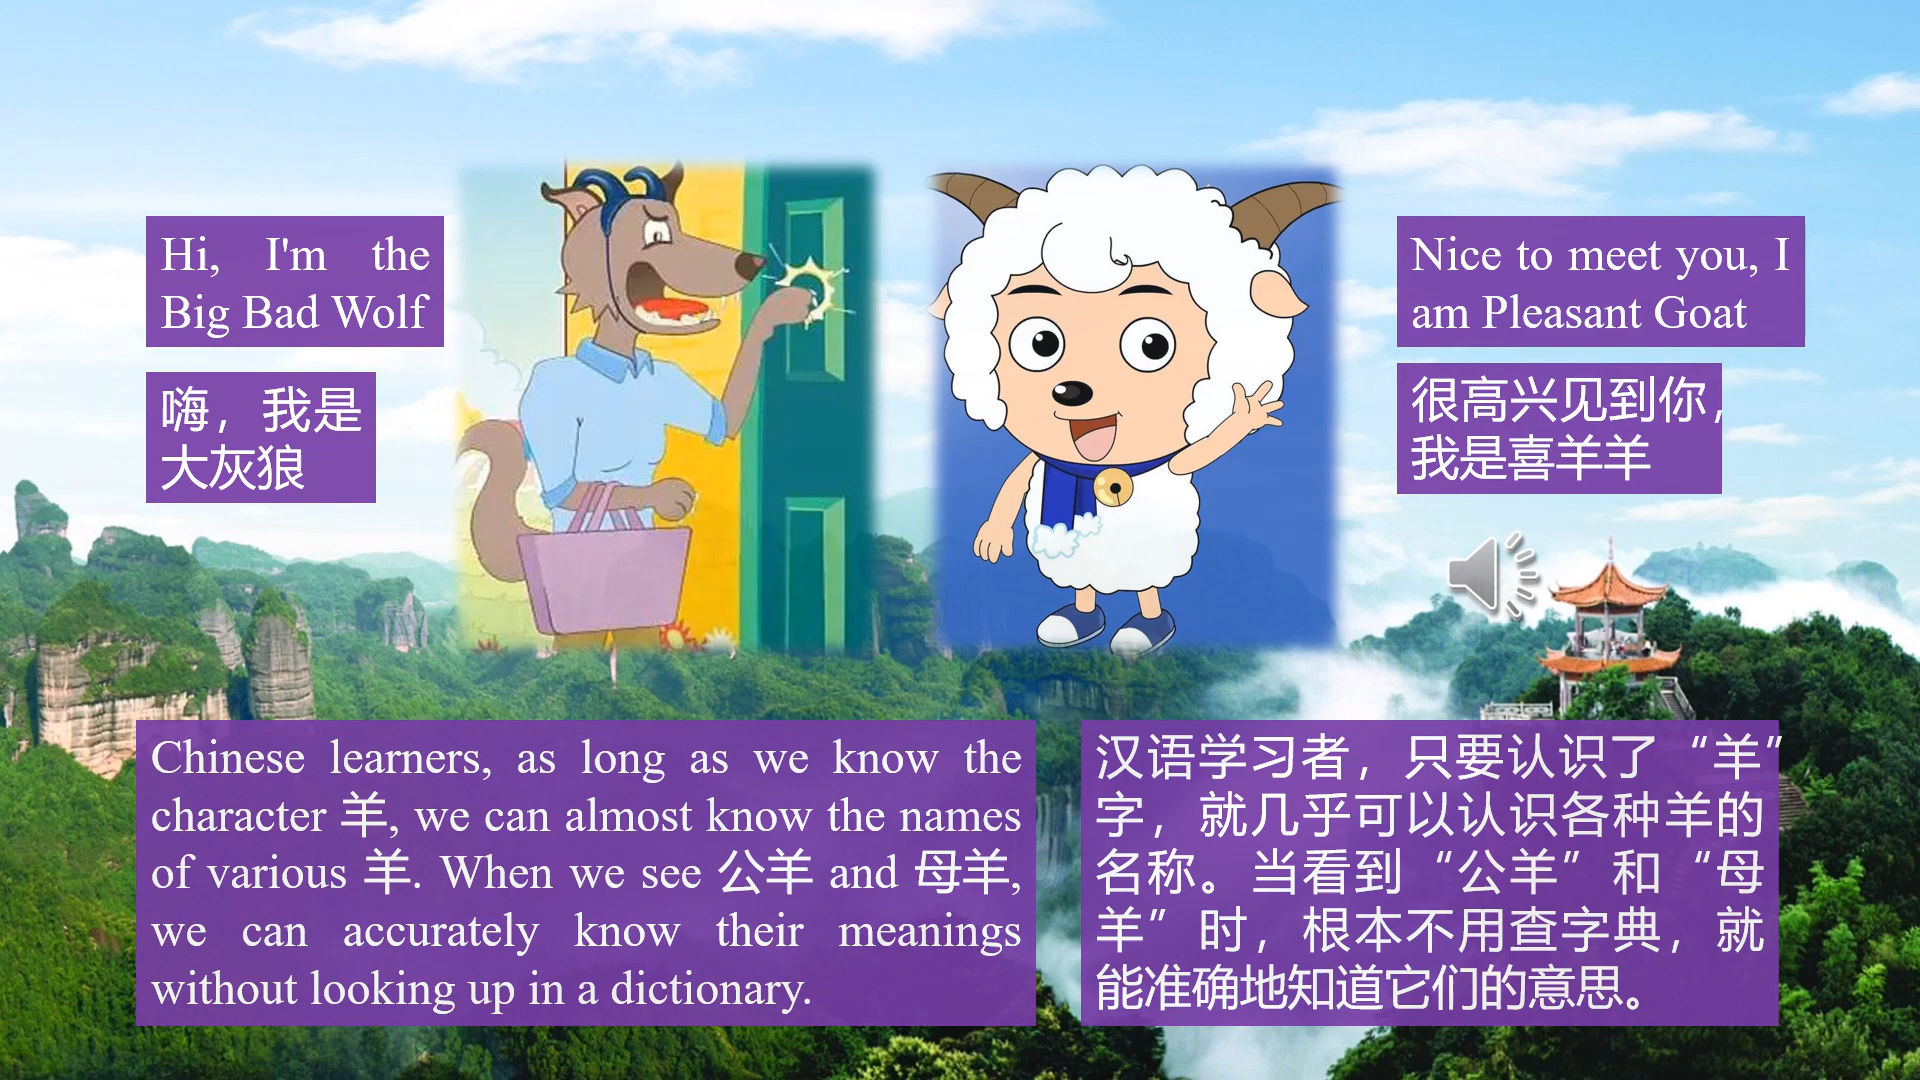 Hi, I'm the
Big Bad Wolf
嗨，我是
大灰狼
Nice to meet you, I
am Pleasant Goat
很高兴见到你，
我是喜羊羊
Chinese learners, as long as we know the
character 羊, we can almost know the names
of various 羊. When we see 公羊 and 母羊,
we can accurately know their meanings
without looking up in a dictionary.
汉语学习者，只要认识了“羊”
字，就几乎可以认识各种羊的
名称。当看到“公羊”和“母
羊”时，根本不用查字典，就
能准确地知道它们的意思。